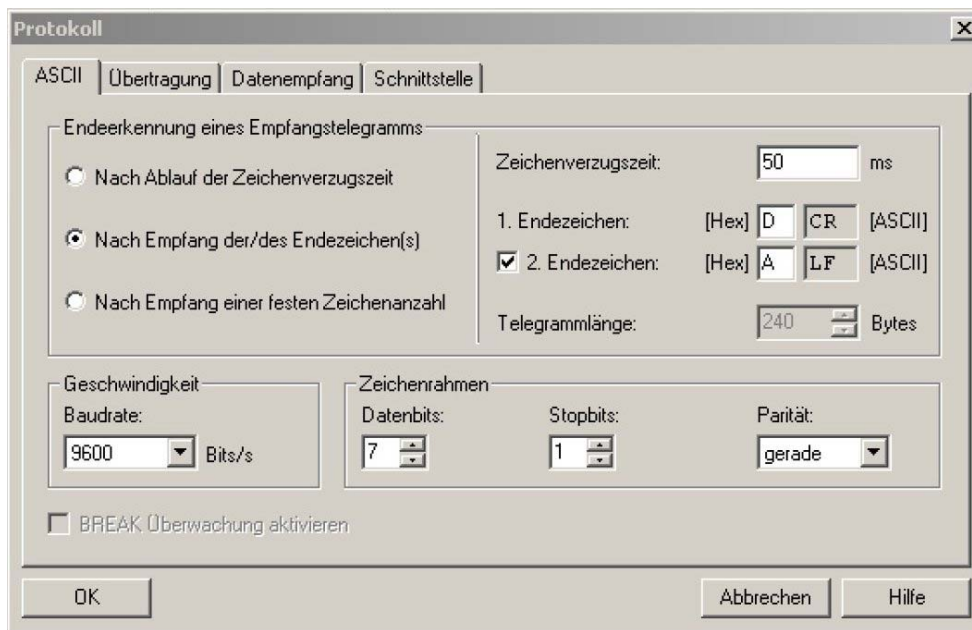 Protokoll
ASCII Übertragung Datenempfang Schnittstelle
Endeerkennung eines Empfangstelegramms
Nach Ablauf der Zeichenverzugszeit
Nach Empfang der/des Endezeichen(s)
Nach Empfang einer festen Zeichenanzahl
Zeichenverzugszeit: 50 ms
1. Endezeichen: [Hex] D CR [ASCII]
2. Endezeichen: [Hex] A LF [ASCII]
Telegrammlänge: 240 Bytes
Geschwindigkeit
Baudrate:
9600 Bits/s
Zeichenrahmen
Datenbits: Stopbits: Parität:
7 1 gerade
BREAK Überwachung aktivieren
OK Abbrechen Hilfe